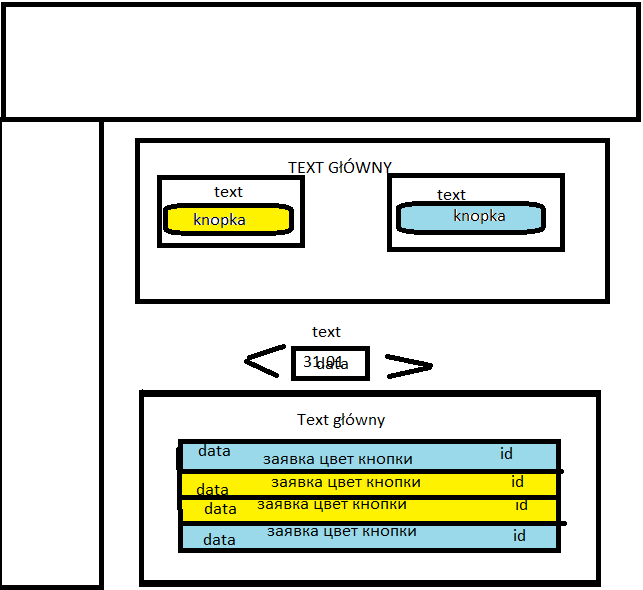 TEXT GŁÓWNY
text
text
knopka
knopka
text
31.01
data
Text główny
data заявка цвет кнопки id
data заявка цвет кнопки id
data заявка цвет кнопки id
data заявка цвет кнопки id